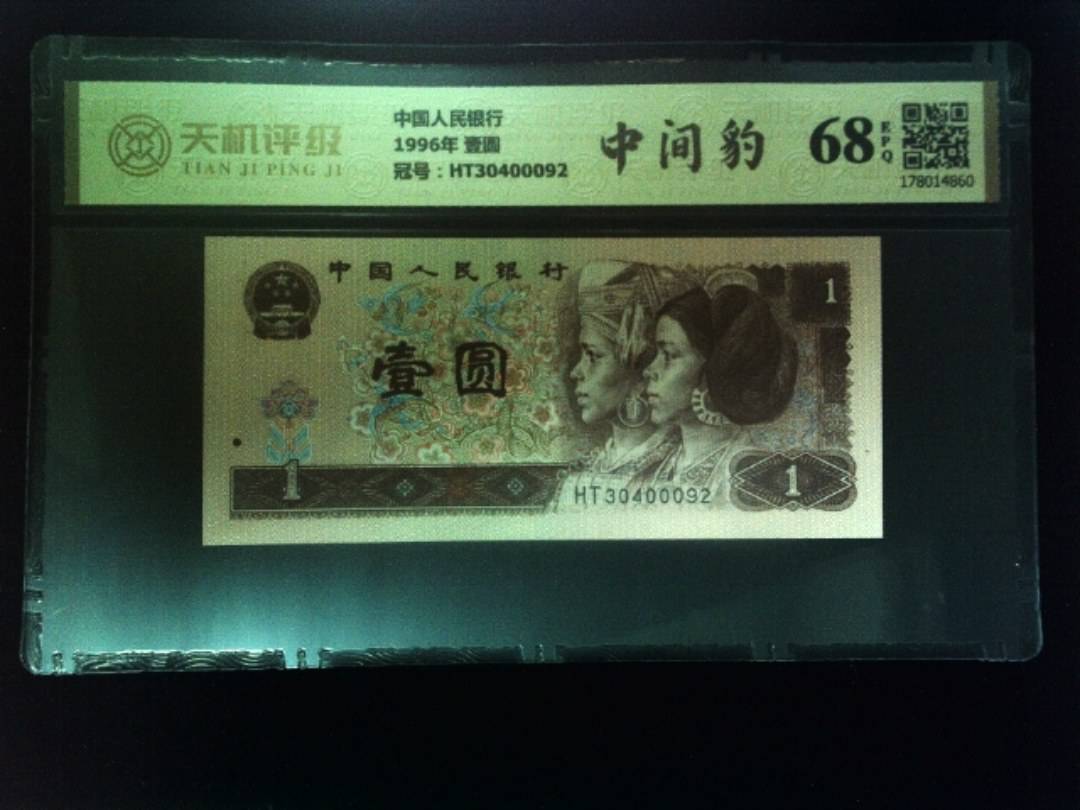 天机评级
TIAN JI PING JI
中国人民银行
1996年 壹圆
冠号：HT30400092
中间豹
68
EPQ
178014860
中国人民银行
1
壹圆
1
HT30400092
1